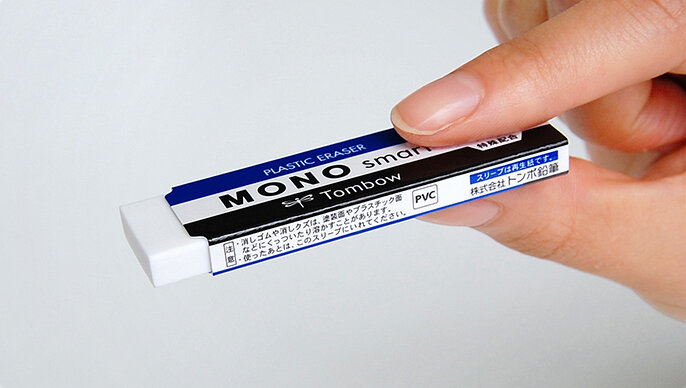 PLASTIC ERASER
MONO smart
Tombow
特殊配合
注意
・消しゴムや消しクズは、塗装面やプラスチック面
などにくっついたり溶かすことがあります。
・使ったあとは、このスリーブにいれてください。
PVC
スリーブは再生紙です。
株式会社トンボ鉛筆